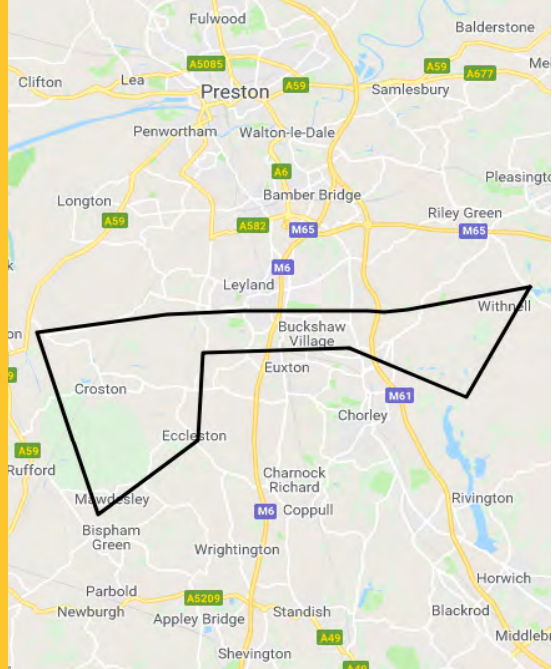 Fulwood
Balderstone
A5085
A59
Clifton
Lea
A677
Preston
A59
Samlesbury
Penwortham
Walton-le-Dale
A6
Pleasingto
Bamber Bridge
Longton
A59
Riley Green
A582
M65
M65
M6
Leyland
Withnell
Buckshaw
Village
Euxton
Croston
M61
Chorley
Eccleston
A59
Rufford
Charnock
Richard
Mawdesley
Rivington
M6
Coppull
Bispham
Green
Wrightington
Horwich
Parbold
A5209
Newburgh
Appley Bridge
Standish
Blackrod
A49
Middlebr
Shevington